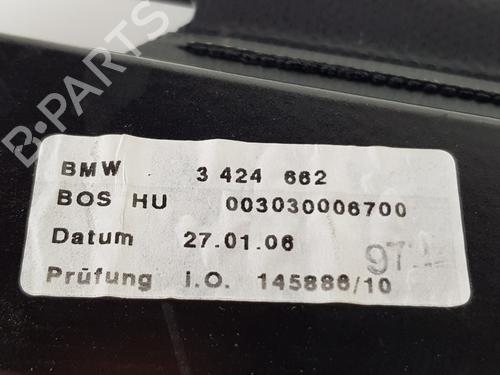 B-PARTS
BMW 3 424 662
BOS HU 003030006700
Datum 27.01.06
Prüfung i.O. 145886/10